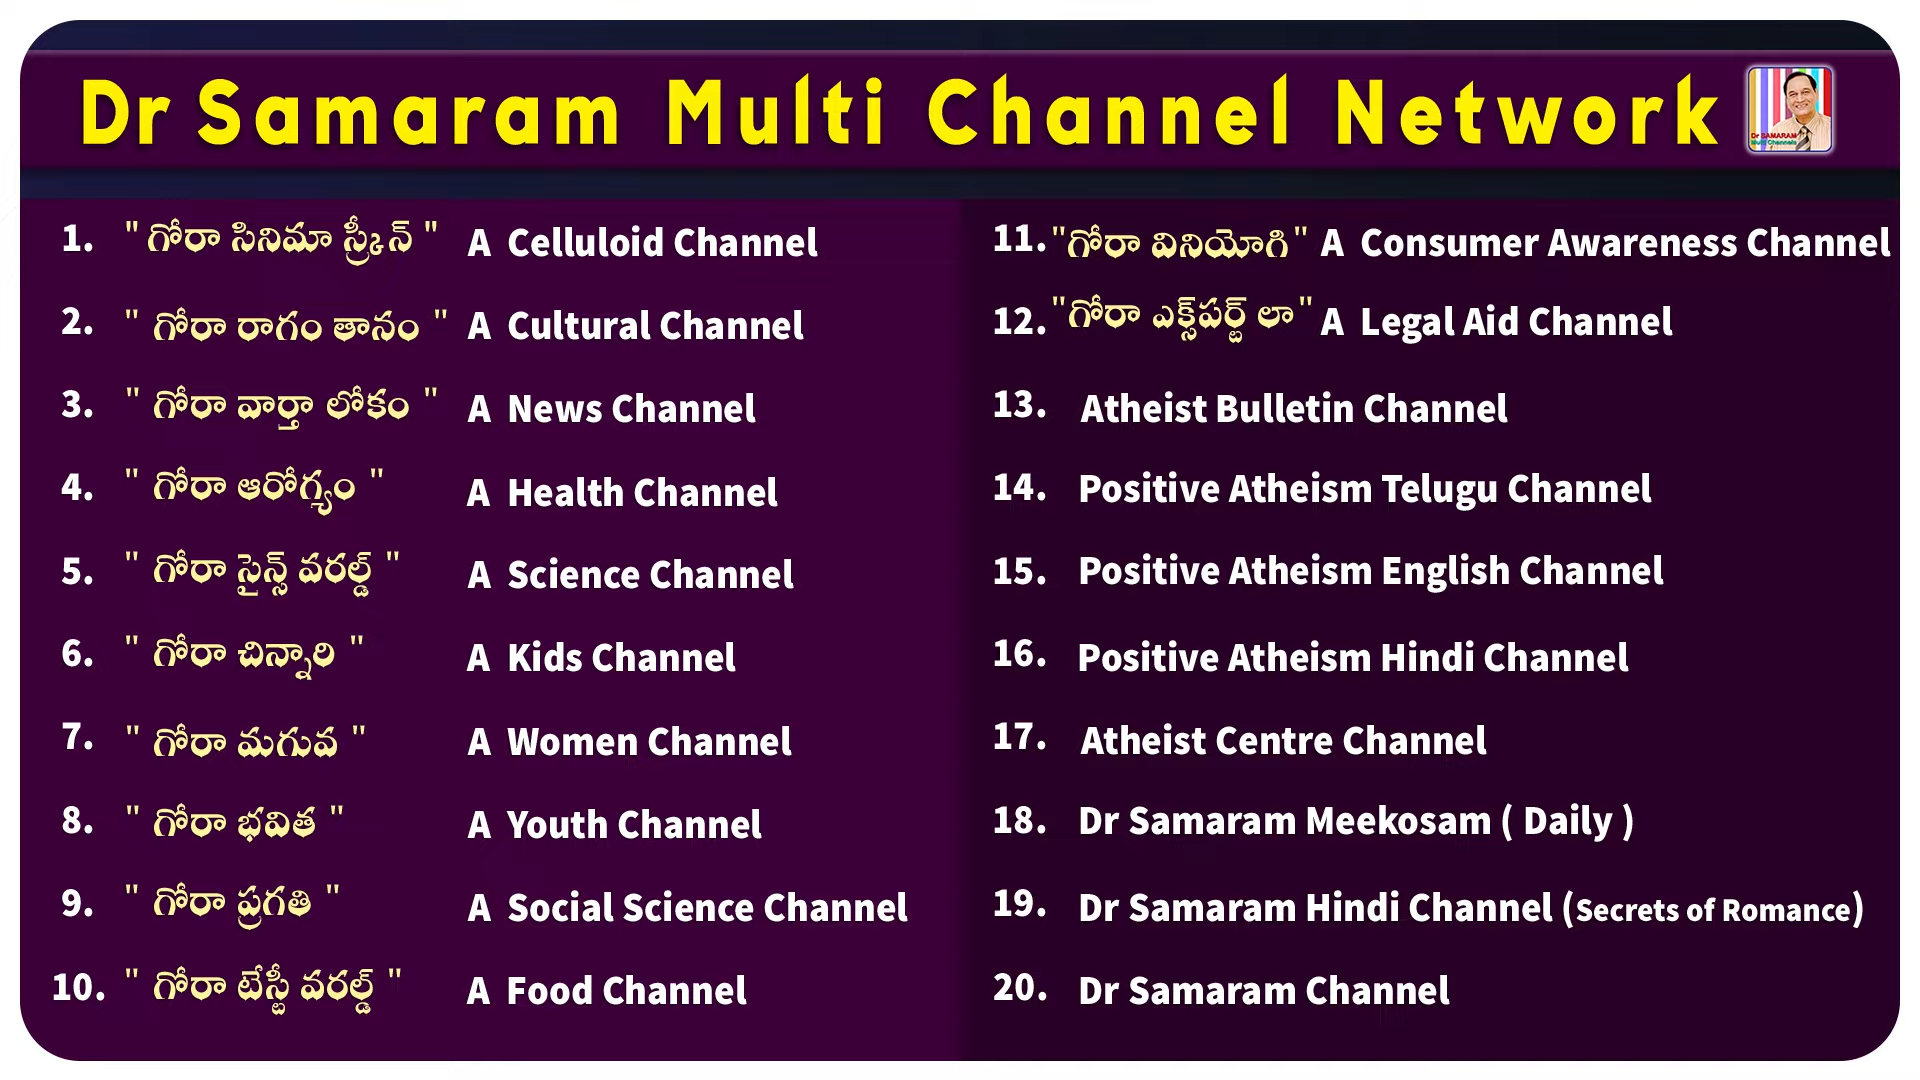 Dr Samaram Multi Channel Network
Dr SAMARAM
Multi Channels
1. " గోరా సినిమా స్క్రీన్ " A Celluloid Channel
2. " గోరా రాగం తానం " A Cultural Channel
3. " గోరా వార్తా లోకం " A News Channel
4. " గోరా ఆరోగ్యం " A Health Channel
5. " గోరా సైన్స్ వరల్డ్ " A Science Channel
6. " గోరా చిన్నారి " A Kids Channel
7. " గోరా మగువ " A Women Channel
8. " గోరా భవిత " A Youth Channel
9. " గోరా ప్రగతి " A Social Science Channel
10. " గోరా టేస్టీ వరల్డ్ " A Food Channel
11. "గోరా వినియోగి" A Consumer Awareness Channel
12. "గోరా ఎక్స్‌పర్ట్ లా" A Legal Aid Channel
13. Atheist Bulletin Channel
14. Positive Atheism Telugu Channel
15. Positive Atheism English Channel
16. Positive Atheism Hindi Channel
17. Atheist Centre Channel
18. Dr Samaram Meekosam ( Daily )
19. Dr Samaram Hindi Channel (Secrets of Romance)
20. Dr Samaram Channel